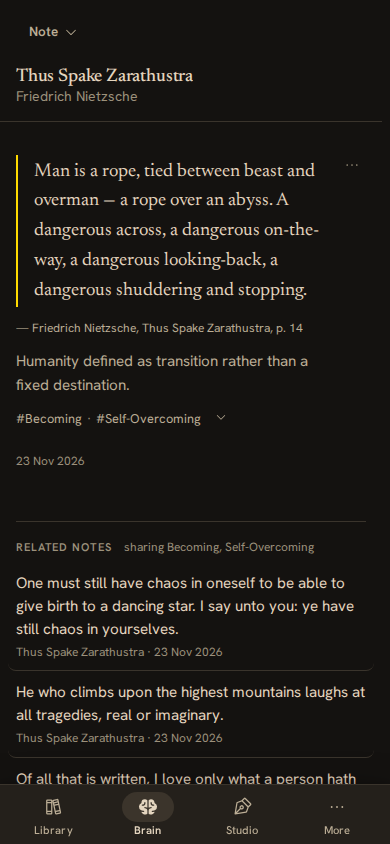 Note
Thus Spake Zarathustra
Friedrich Nietzsche
Man is a rope, tied between beast and
overman — a rope over an abyss. A
dangerous across, a dangerous on-the-
way, a dangerous looking-back, a
dangerous shuddering and stopping.
— Friedrich Nietzsche, Thus Spake Zarathustra, p. 14
Humanity defined as transition rather than a
fixed destination.
#Becoming · #Self-Overcoming
23 Nov 2026
RELATED NOTES sharing Becoming, Self-Overcoming
One must still have chaos in oneself to be able to
give birth to a dancing star. I say unto you: ye have
still chaos in yourselves.
Thus Spake Zarathustra · 23 Nov 2026
He who climbs upon the highest mountains laughs at
all tragedies, real or imaginary.
Thus Spake Zarathustra · 23 Nov 2026
Of all that is written, I love only what a person hath
Library Brain Studio More